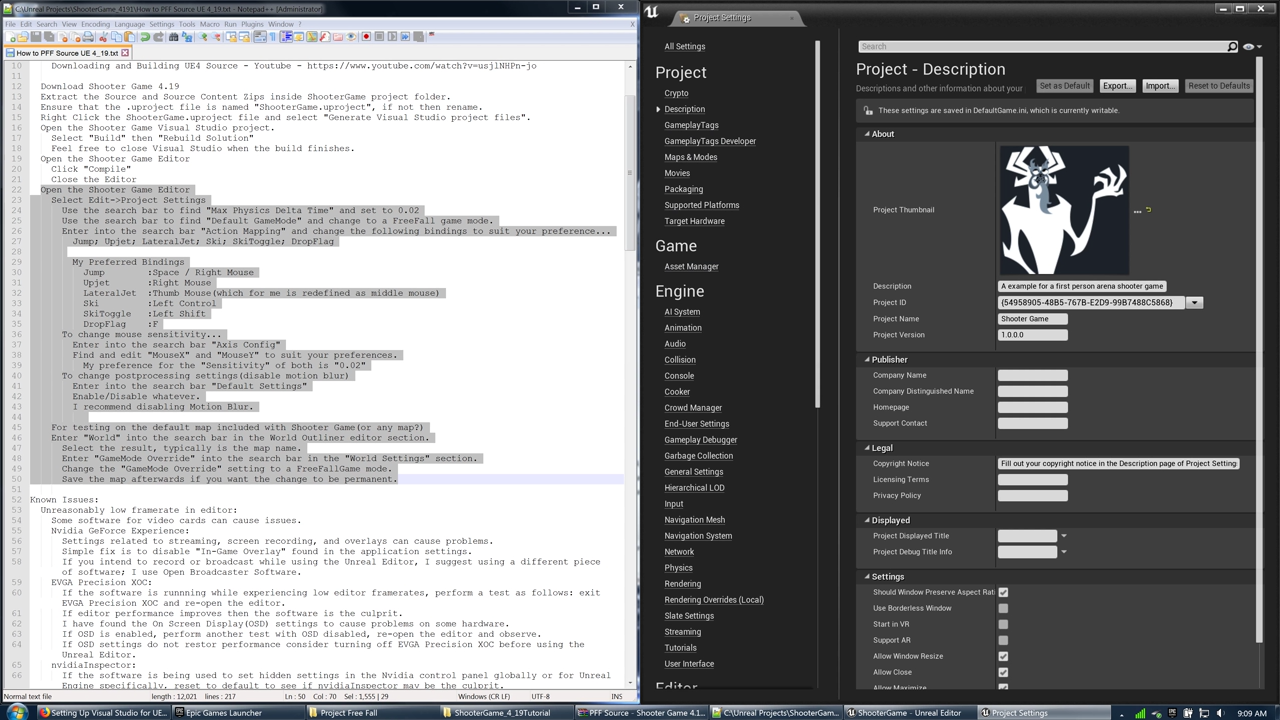 C:\Unreal Projects\ShooterGame_4191\How to PFF Source UE 4_19.txt - Notepad++ [Administrator]
File Edit Search View Encoding Language Settings Tools Macro Run Plugins Window ? X
How to PFF Source UE 4_19.txt
10 Downloading and Building UE4 Source - Youtube - https://www.youtube.com/watch?v=usjlNHPn-jo
11
12 Download Shooter Game 4.19
13 Extract the Source and Source Content Zips inside ShooterGame project folder.
14 Ensure that the .uproject file is named "ShooterGame.uproject", if not then rename.
15 Right Click the ShooterGame.uproject file and select "Generate Visual Studio project files".
16 Open the Shooter Game Visual Studio project.
17 Select "Build" then "Rebuild Solution"
18 Feel free to close Visual Studio when the build finishes.
19 Open the Shooter Game Editor
20 Click "Compile"
21 Close the Editor
22 Open the Shooter Game Editor
23 Select Edit->Project Settings
24 Use the search bar to find "Max Physics Delta Time" and set to 0.02
25 Use the search bar to find "Default GameMode" and change to a FreeFall game mode.
26 Enter into the search bar "Action Mapping" and change the following bindings to suit your preference...
27 Jump; Upjet; LateralJet; Ski; SkiToggle; DropFlag
28
29 My Preferred Bindings
30 Jump :Space / Right Mouse
31 Upjet :Right Mouse
32 LateralJet :Thumb Mouse(which for me is redefined as middle mouse)
33 Ski :Left Control
34 SkiToggle :Left Shift
35 DropFlag :F
36 To change mouse sensitivity...
37 Enter into the search bar "Axis Config"
38 Find and edit "MouseX" and "MouseY" to suit your preferences.
39 My preference for the "Sensitivity" of both is "0.02"
40 To change postprocessing settings(disable motion blur)
41 Enter into the search bar "Default Settings"
42 Enable/Disable whatever.
43 I recommend disabling Motion Blur.
44
45 For testing on the default map included with Shooter Game(or any map?)
46 Enter "World" into the search bar in the World Outliner editor section.
47 Select the result, typically is the map name.
48 Enter "GameMode Override" into the search bar in the "World Settings" section.
49 Change the "GameMode Override" setting to a FreeFallGame mode.
50 Save the map afterwards if you want the change to be permanent.
51
52 Known Issues:
53 Unreasonably low framerate in editor:
54 Some software for video cards can cause issues.
55 Nvidia GeForce Experience:
56 Settings related to streaming, screen recording, and overlays can cause problems.
57 Simple fix is to disable "In-Game Overlay" found in the application settings.
58 If you intend to record or broadcast while using the Unreal Editor, I suggest using a different piece
of software; I use Open Broadcaster Software.
59 EVGA Precision XOC:
60 If the software is runnning while experiencing low editor framerates, perform a test as follows: exit
EVGA Precision XOC and re-open the editor.
61 If editor performance improves then the software is the culprit.
62 I have found the On Screen Display(OSD) settings to cause problems on some hardware.
63 If OSD is enabled, perform another test with OSD disabled, re-open the editor and observe.
64 If OSD settings do not restor performance consider turning off EVGA Precision XOC before using the
Unreal Editor.
65 nvidiaInspector:
66 If the software is being used to set hidden settings in the Nvidia control panel globally or for Unreal
Engine specifically, reset to default to see if nvidiaInspector may be the culprit.
Normal text file length : 12,021 lines : 217 Ln : 50 Col : 70 Sel : 1,555 | 29 Windows (CR LF) UTF-8 INS
Project Settings
All Settings
Project
Crypto
Description
GameplayTags
GameplayTags Developer
Maps & Modes
Movies
Packaging
Supported Platforms
Target Hardware
Game
Asset Manager
Engine
AI System
Animation
Audio
Collision
Console
Cooker
Crowd Manager
End-User Settings
Gameplay Debugger
Garbage Collection
General Settings
Hierarchical LOD
Input
Navigation Mesh
Navigation System
Network
Physics
Rendering
Rendering Overrides (Local)
Slate Settings
Streaming
Tutorials
User Interface
Editor
Search
Project - Description
Descriptions and other information about your
Set as Default Export... Import... Reset to Defaults
These settings are saved in DefaultGame.ini, which is currently writable.
About
Project Thumbnail
Description A example for a first person arena shooter game
Project ID {54958905-48B5-767B-E2D9-99B7488C5868}
Project Name Shooter Game
Project Version 1.0.0.0
Publisher
Company Name
Company Distinguished Name
Homepage
Support Contact
Legal
Copyright Notice Fill out your copyright notice in the Description page of Project Setting
Licensing Terms
Privacy Policy
Displayed
Project Displayed Title
Project Debug Title Info
Settings
Should Window Preserve Aspect Rati
Use Borderless Window
Start in VR
Support AR
Allow Window Resize
Allow Close
Allow Maximize
Setting Up Visual Studio for UE... Epic Games Launcher Project Free Fall ShooterGame_4_19Tutorial PFF Source - Shooter Game 4.1... C:\Unreal Projects\ShooterGam... ShooterGame - Unreal Editor Project Settings 9:09 AM